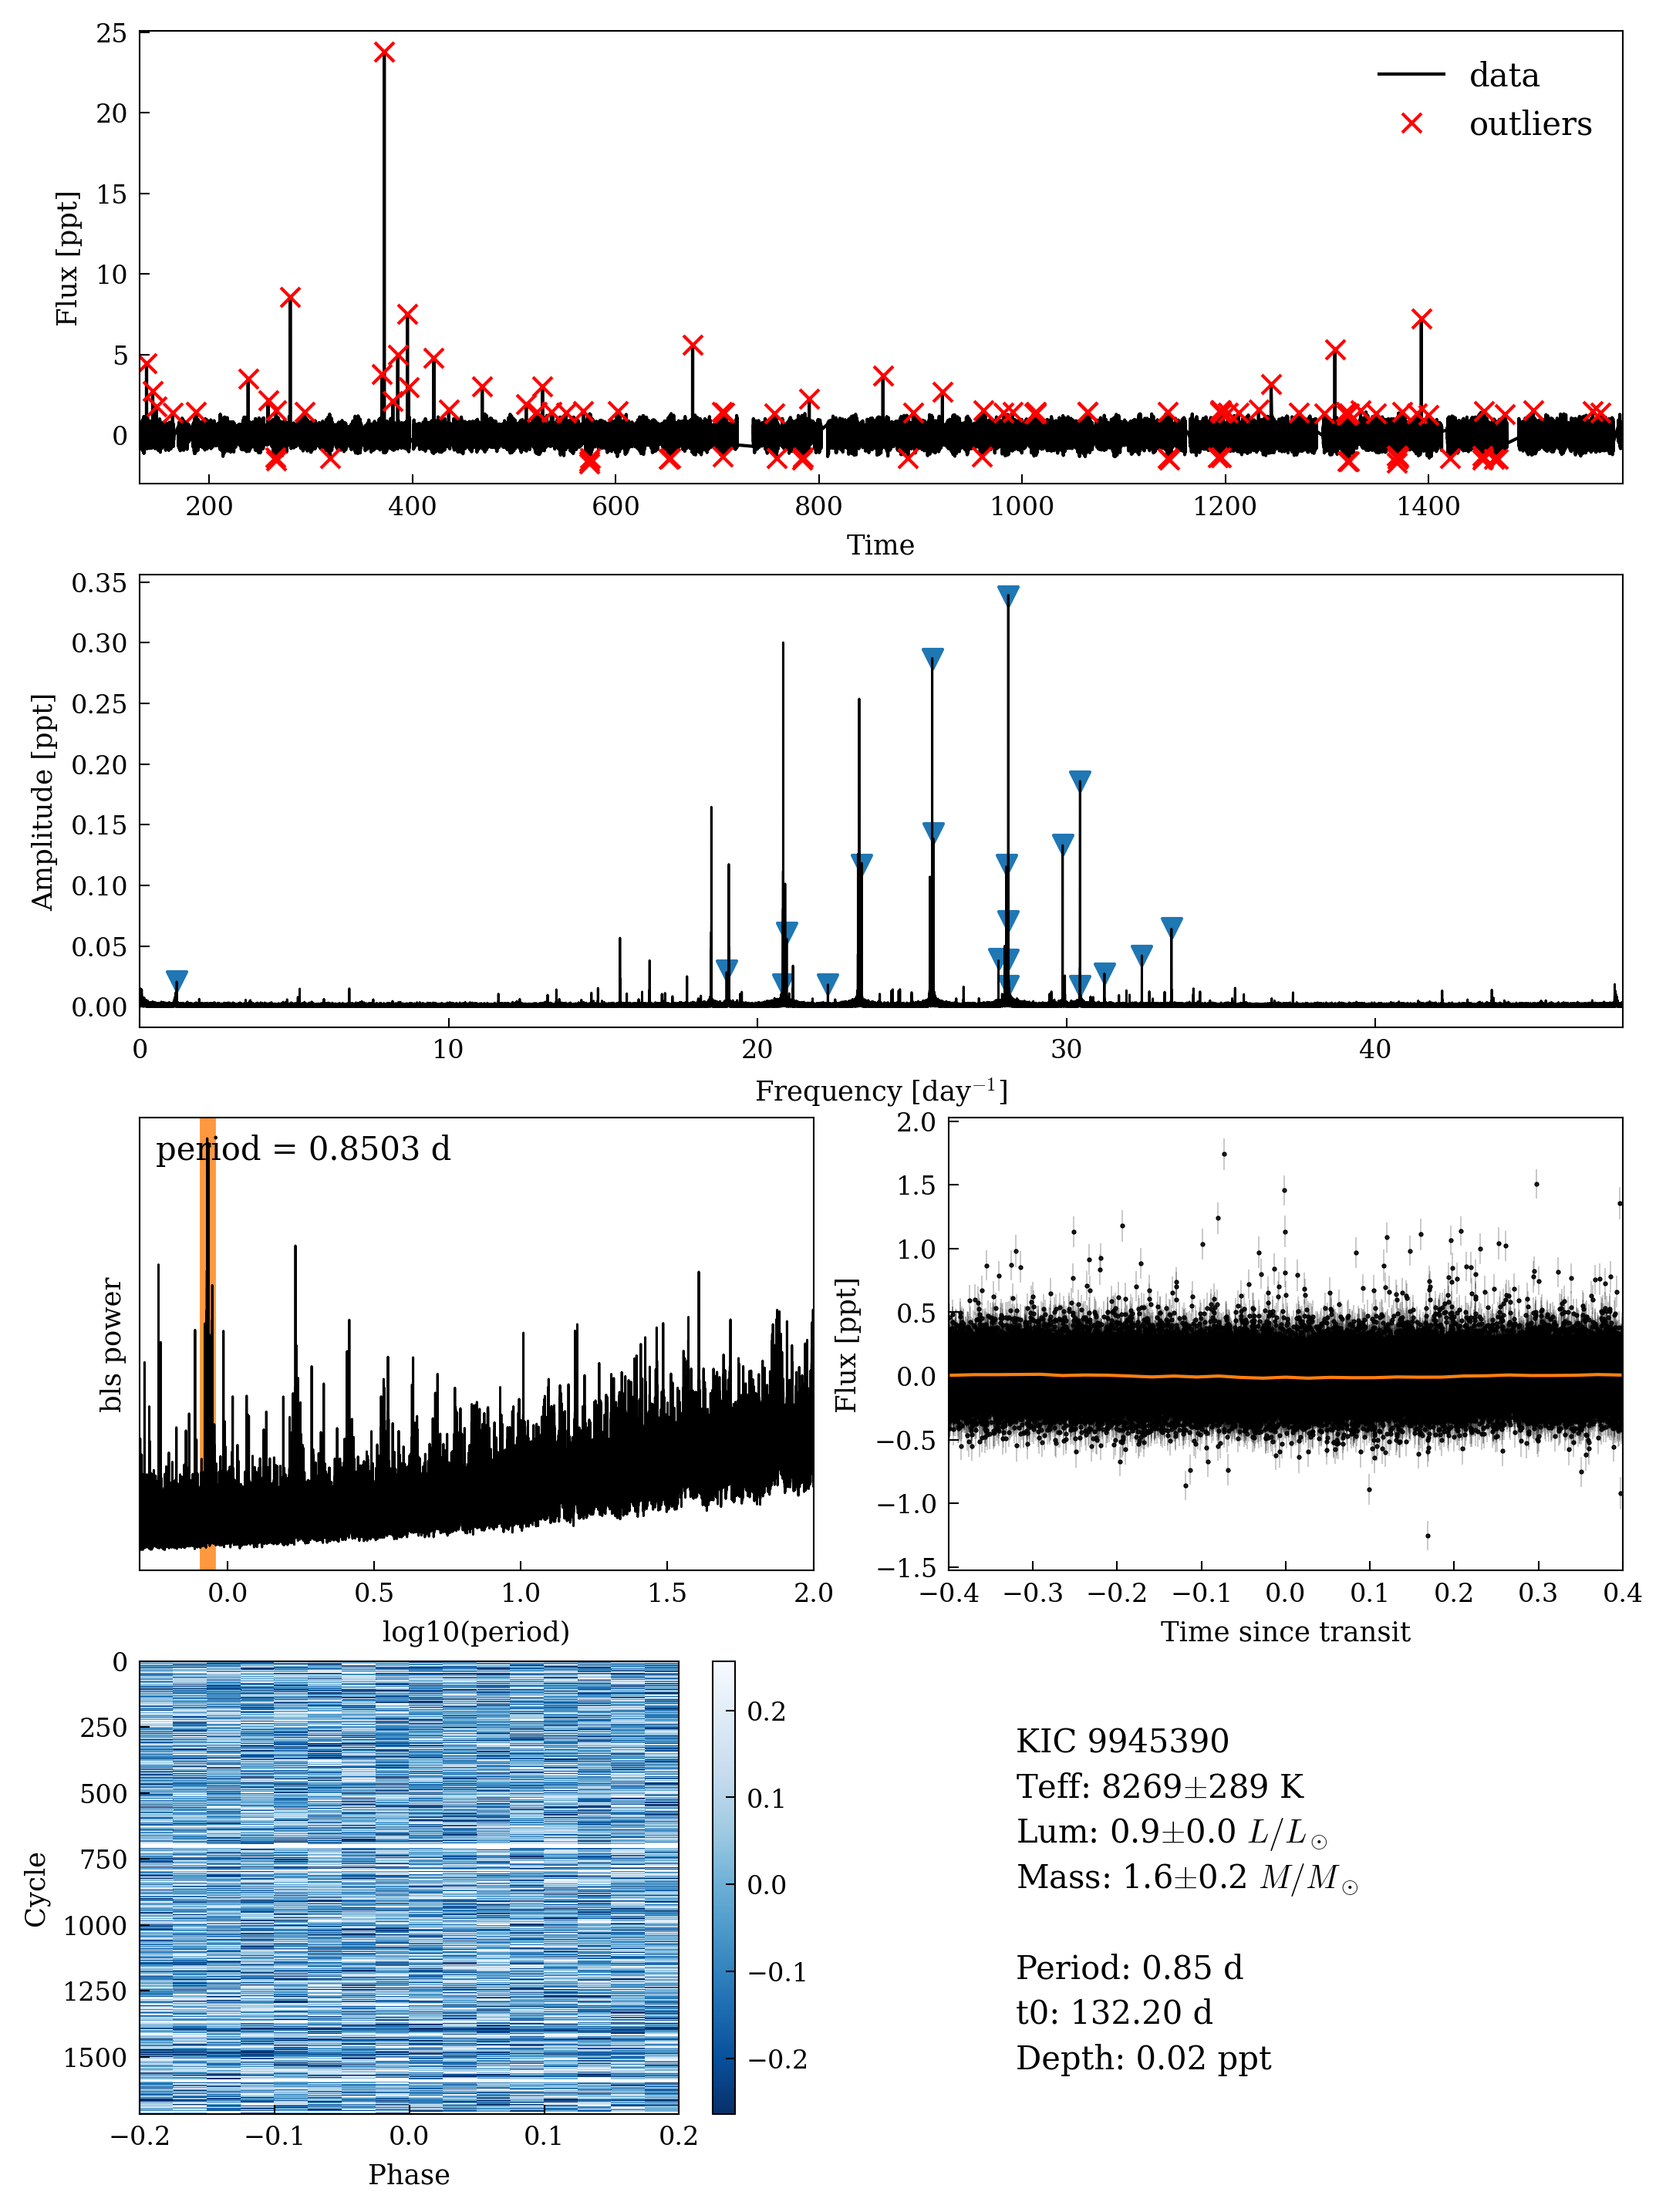 25
20
15
10
5
0
Flux [ppt]
data
outliers
200 400 600 800 1000 1200 1400
Time
0.35
0.30
0.25
0.20
0.15
0.10
0.05
0.00
Amplitude [ppt]
0 10 20 30 40
Frequency [day⁻¹]
period = 0.8503 d
bls power
0.0 0.5 1.0 1.5 2.0
log10(period)
2.0
1.5
1.0
0.5
0.0
−0.5
−1.0
−1.5
Flux [ppt]
−0.4 −0.3 −0.2 −0.1 0.0 0.1 0.2 0.3 0.4
Time since transit
0
250
500
750
1000
1250
1500
Cycle
−0.2 −0.1 0.0 0.1 0.2
Phase
0.2
0.1
0.0
−0.1
−0.2
KIC 9945390
Teff: 8269±289 K
Lum: 0.9±0.0 L/L☉
Mass: 1.6±0.2 M/M☉
Period: 0.85 d
t0: 132.20 d
Depth: 0.02 ppt